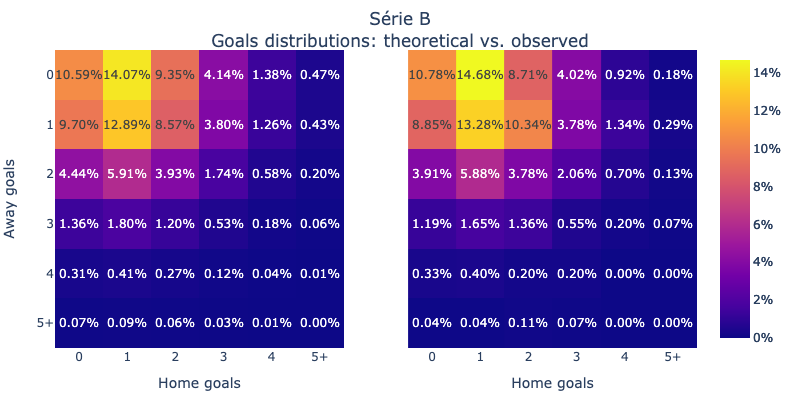 Série B
Goals distributions: theoretical vs. observed
0 10.59% 14.07% 9.35% 4.14% 1.38% 0.47% 10.78% 14.68% 8.71% 4.02% 0.92% 0.18% 14%
12%
1 9.70% 12.89% 8.57% 3.80% 1.26% 0.43% 8.85% 13.28% 10.34% 3.78% 1.34% 0.29%
10%
2 4.44% 5.91% 3.93% 1.74% 0.58% 0.20% 3.91% 5.88% 3.78% 2.06% 0.70% 0.13%
8%
Away goals
6%
3 1.36% 1.80% 1.20% 0.53% 0.18% 0.06% 1.19% 1.65% 1.36% 0.55% 0.20% 0.07%
4%
4 0.31% 0.41% 0.27% 0.12% 0.04% 0.01% 0.33% 0.40% 0.20% 0.20% 0.00% 0.00%
2%
5+ 0.07% 0.09% 0.06% 0.03% 0.01% 0.00% 0.04% 0.04% 0.11% 0.07% 0.00% 0.00%
0%
0 1 2 3 4 5+ 0 1 2 3 4 5+
Home goals Home goals